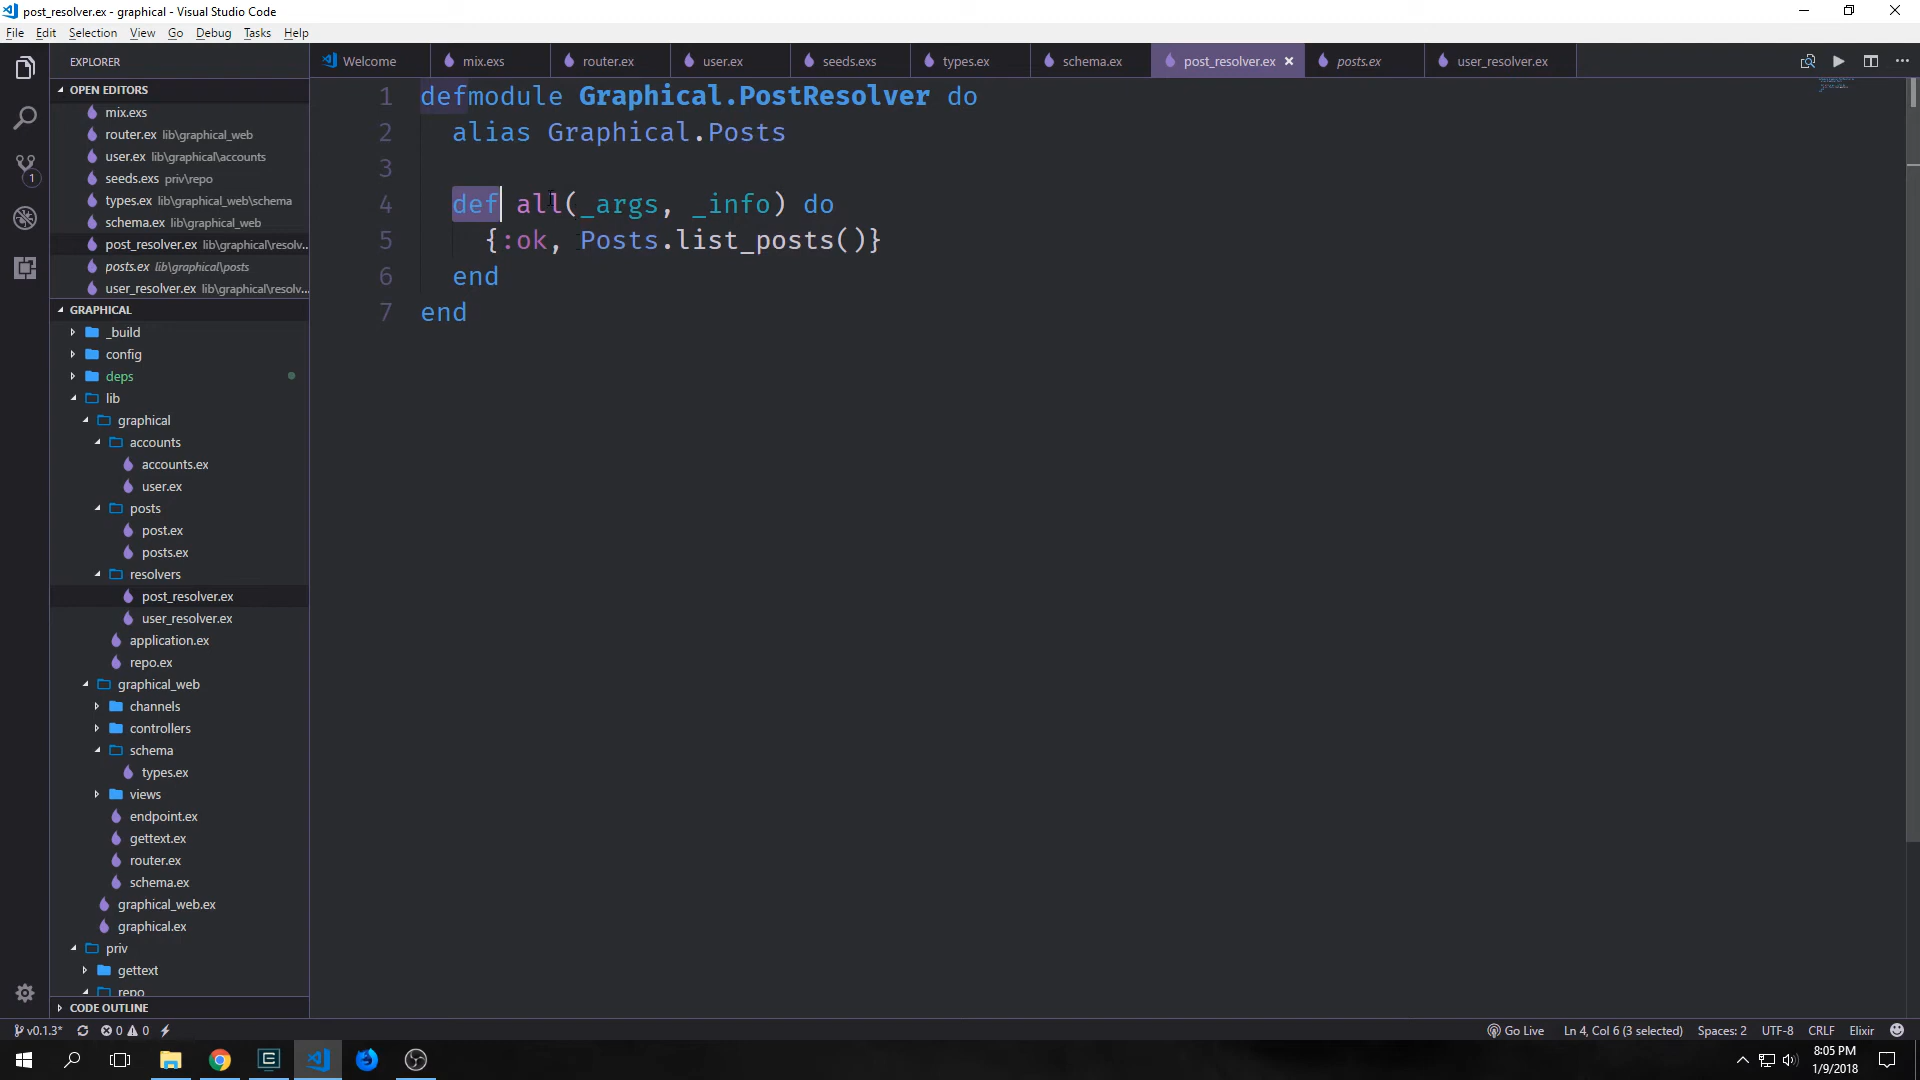 post_resolver.ex - graphical - Visual Studio Code
File Edit Selection View Go Debug Tasks Help
EXPLORER
OPEN EDITORS
mix.exs
router.ex lib\graphical_web
user.ex lib\graphical\accounts
seeds.exs priv\repo
types.ex lib\graphical_web\schema
schema.ex lib\graphical_web
post_resolver.ex lib\graphical\resolv...
posts.ex lib\graphical\posts
user_resolver.ex lib\graphical\resolv...
GRAPHICAL
_build
config
deps
lib
graphical
accounts
accounts.ex
user.ex
posts
post.ex
posts.ex
resolvers
post_resolver.ex
user_resolver.ex
application.ex
repo.ex
graphical_web
channels
controllers
schema
types.ex
views
endpoint.ex
gettext.ex
router.ex
schema.ex
graphical_web.ex
graphical.ex
priv
gettext
repo
CODE OUTLINE
Welcome mix.exs router.ex user.ex seeds.exs types.ex schema.ex post_resolver.ex posts.ex user_resolver.ex
1 defmodule Graphical.PostResolver do
2 alias Graphical.Posts
3
4 def all(_args, _info) do
5 {:ok, Posts.list_posts()}
6 end
7 end
1
v0.1.3* 0 0 Go Live Ln 4, Col 6 (3 selected) Spaces: 2 UTF-8 CRLF Elixir
8:05 PM
1/9/2018